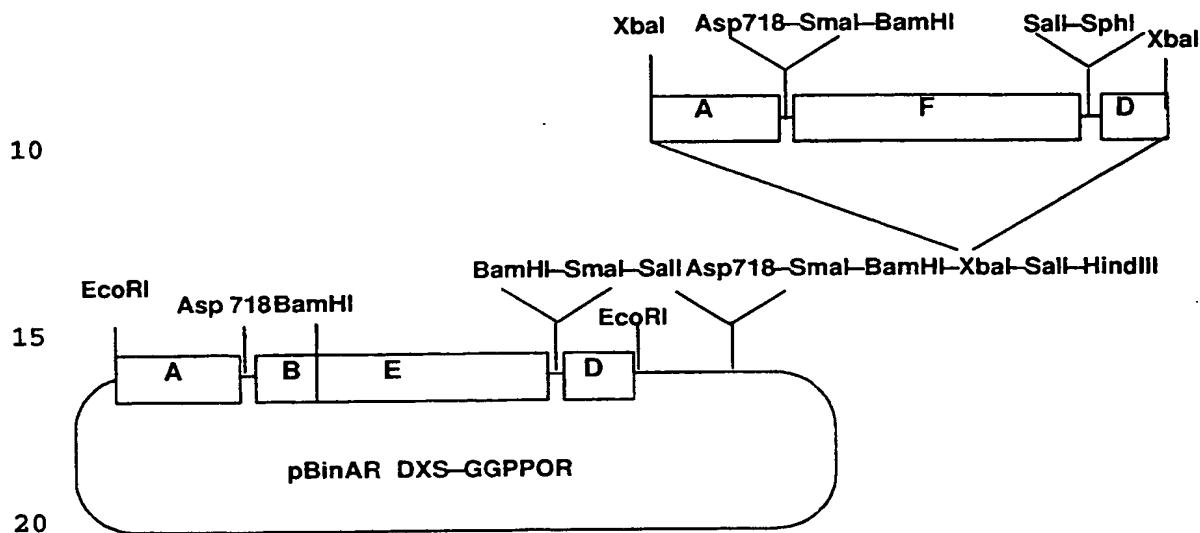 XbaI Asp718–SmaI–BamHI SalI–SphI XbaI
A F D
10
BamHI–SmaI–SalI Asp718–SmaI–BamHI–XbaI–SalI–HindIII
EcoRI Asp 718 BamHI EcoRI
15
A B E D
pBinAR DXS–GGPPOR
20